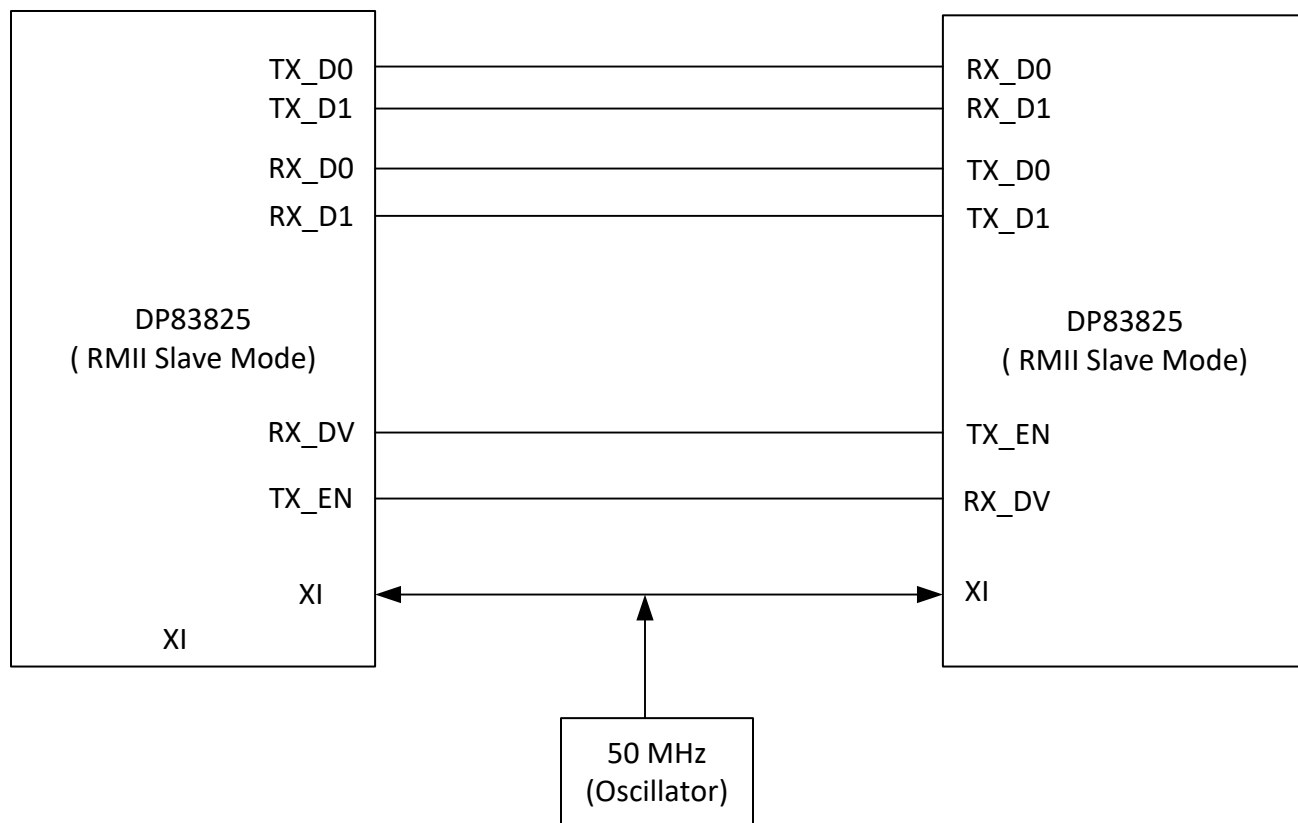 TX_D0
TX_D1
RX_D0
RX_D1
DP83825
( RMII Slave Mode)
RX_DV
TX_EN
XI
XI
RX_D0
RX_D1
TX_D0
TX_D1
DP83825
( RMII Slave Mode)
TX_EN
RX_DV
XI
50 MHz
(Oscillator)